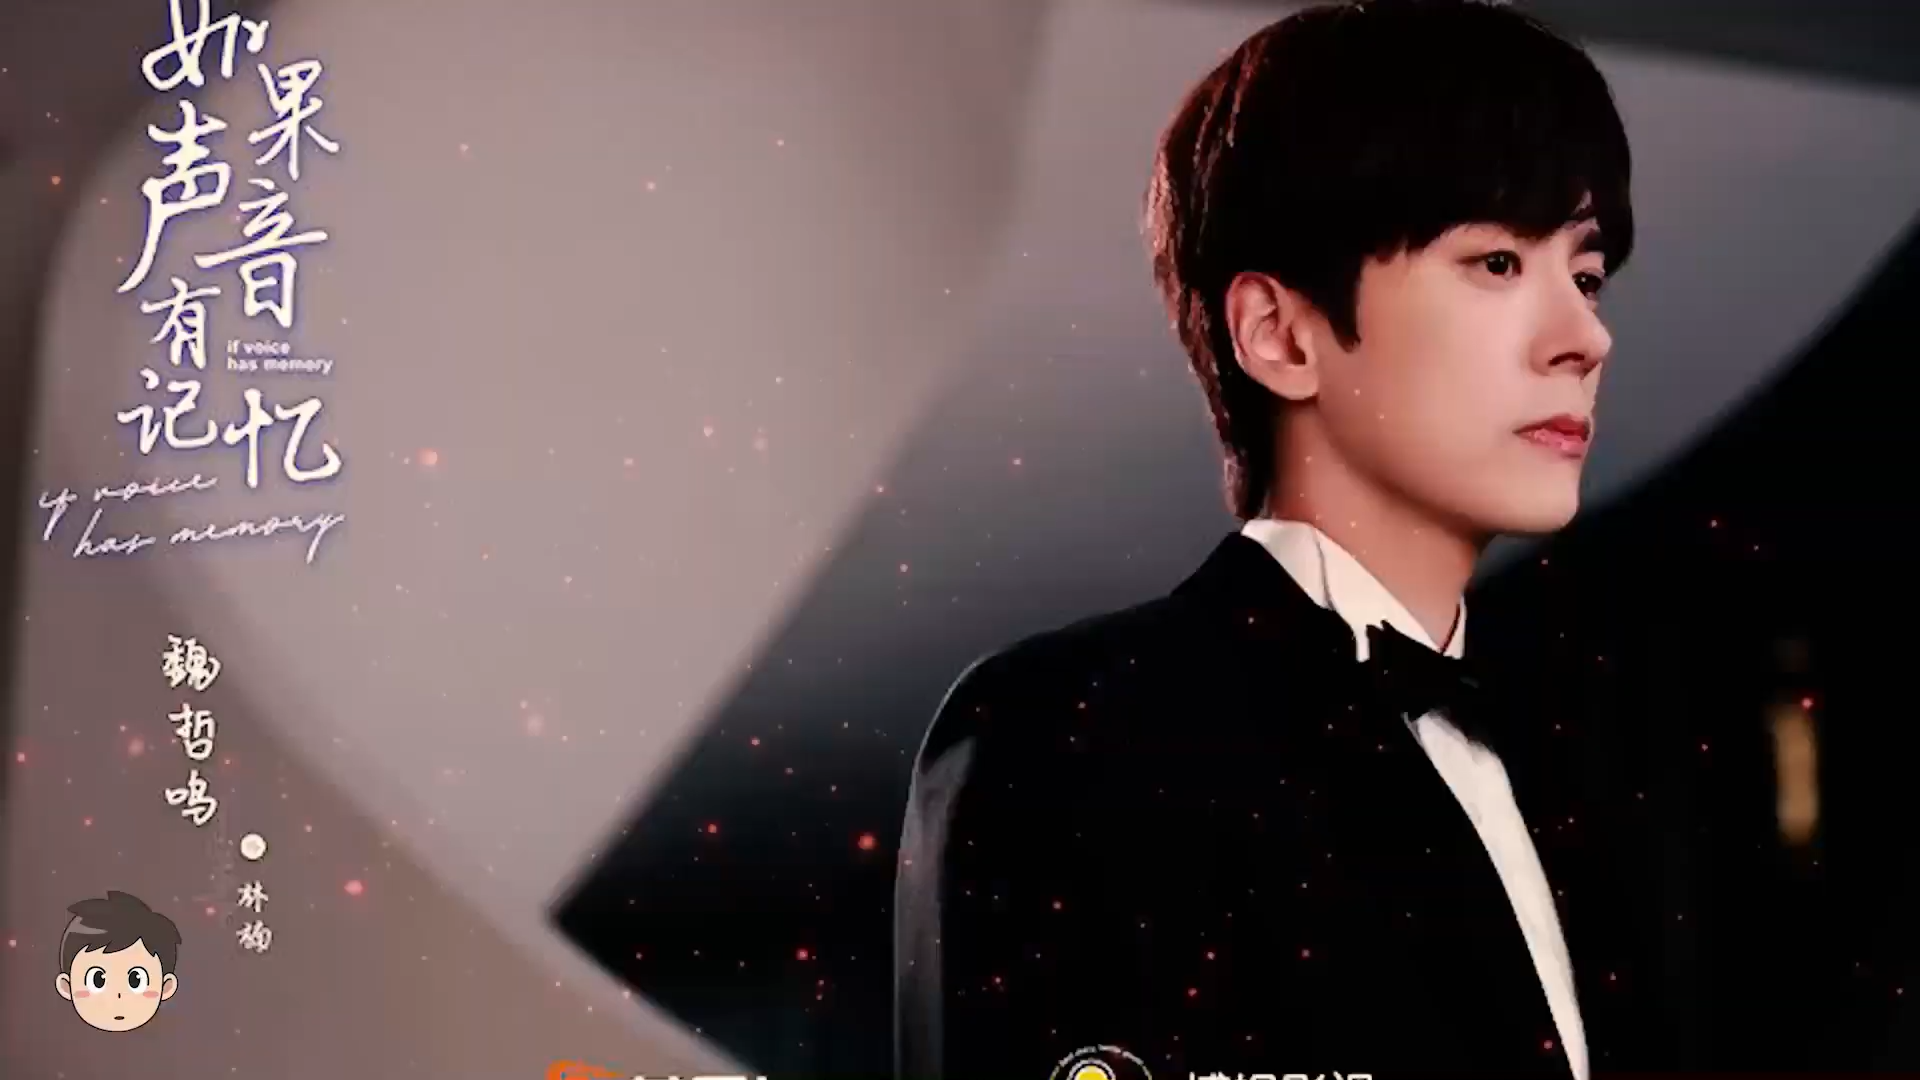 如果
声音
有
if voice
has memory
记忆
if voice
has memory
魏哲鸣
林